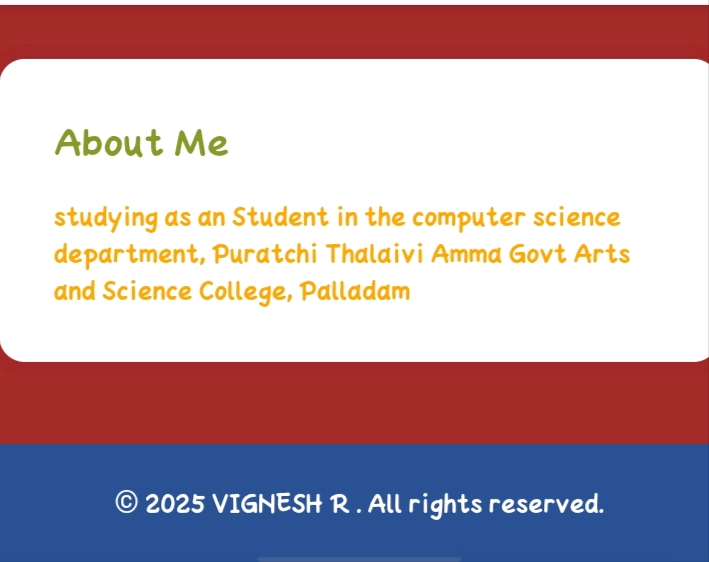 About Me
studying as an Student in the computer science
department, Puratchi Thalaivi Amma Govt Arts
and Science College, Palladam
© 2025 VIGNESH R . All rights reserved.